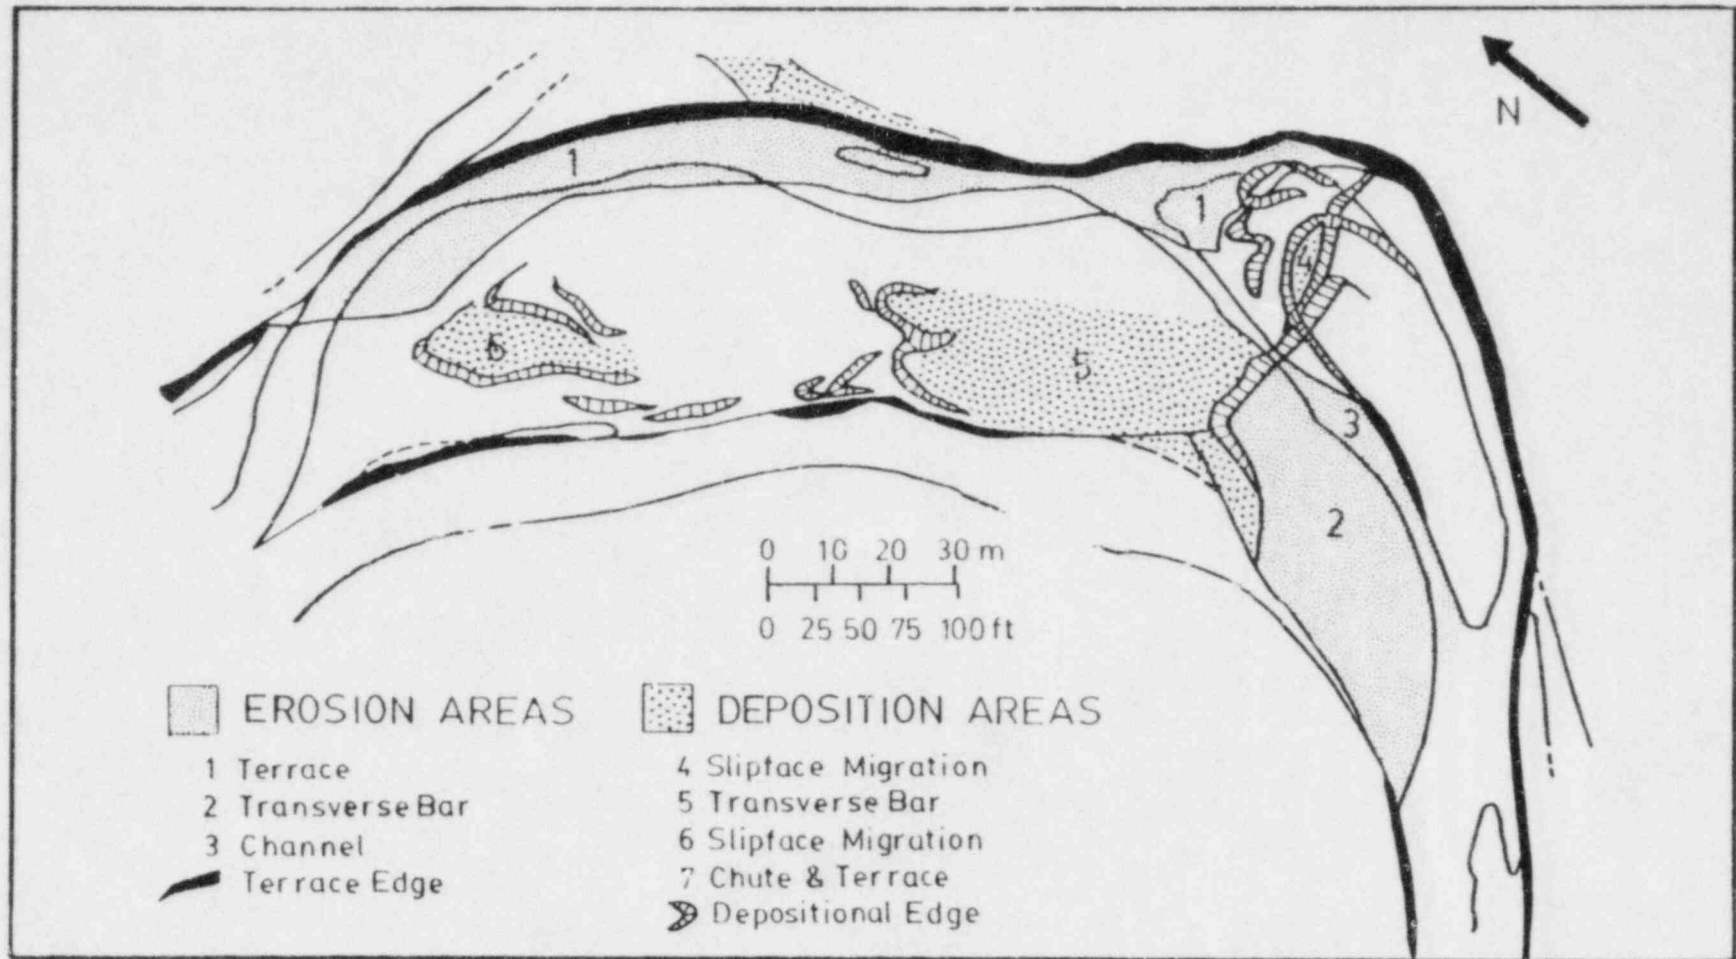 7
N
1
1
4
6
5
3
2
0 10 20 30 m
0 25 50 75 100 ft
EROSION AREAS
1 Terrace
2 Transverse Bar
3 Channel
Terrace Edge
DEPOSITION AREAS
4 Slipface Migration
5 Transverse Bar
6 Slipface Migration
7 Chute & Terrace
Depositional Edge